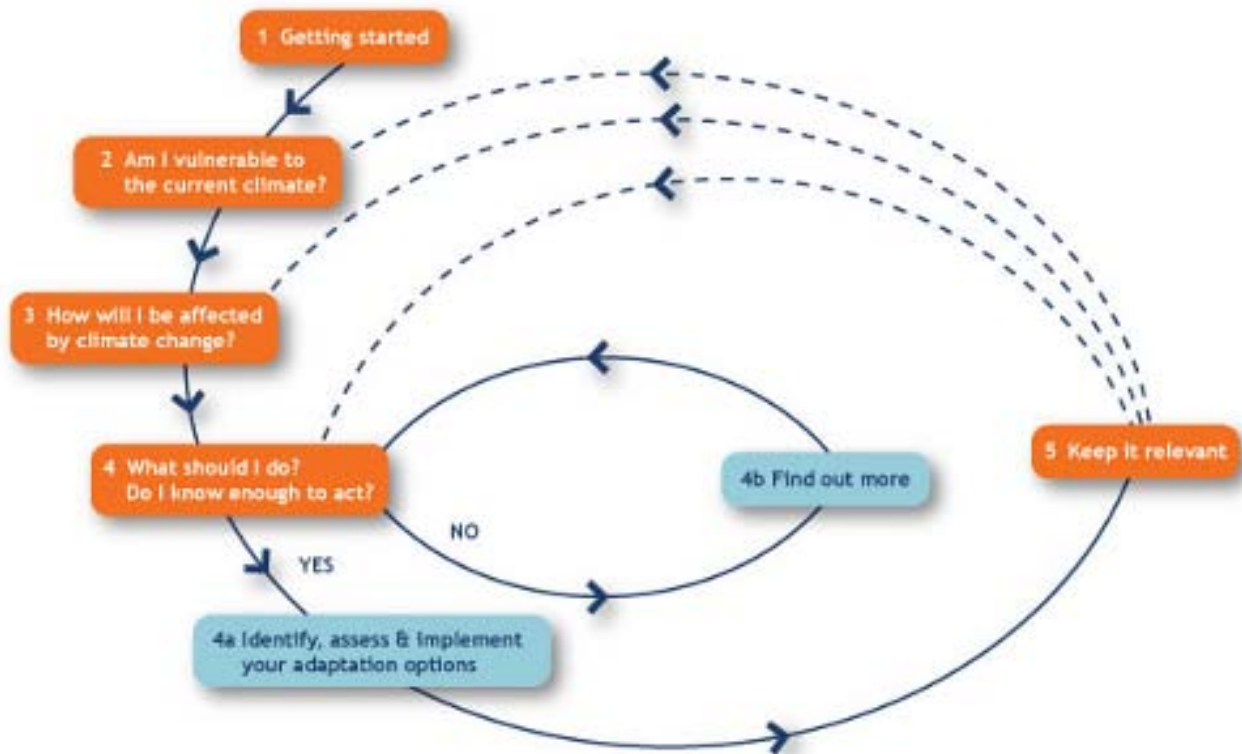 1 Getting started
2 Am I vulnerable to
the current climate?
3 How will I be affected
by climate change?
4 What should I do?
Do I know enough to act?
NO
YES
4b Find out more
5 Keep it relevant
4a Identify, assess & implement
your adaptation options